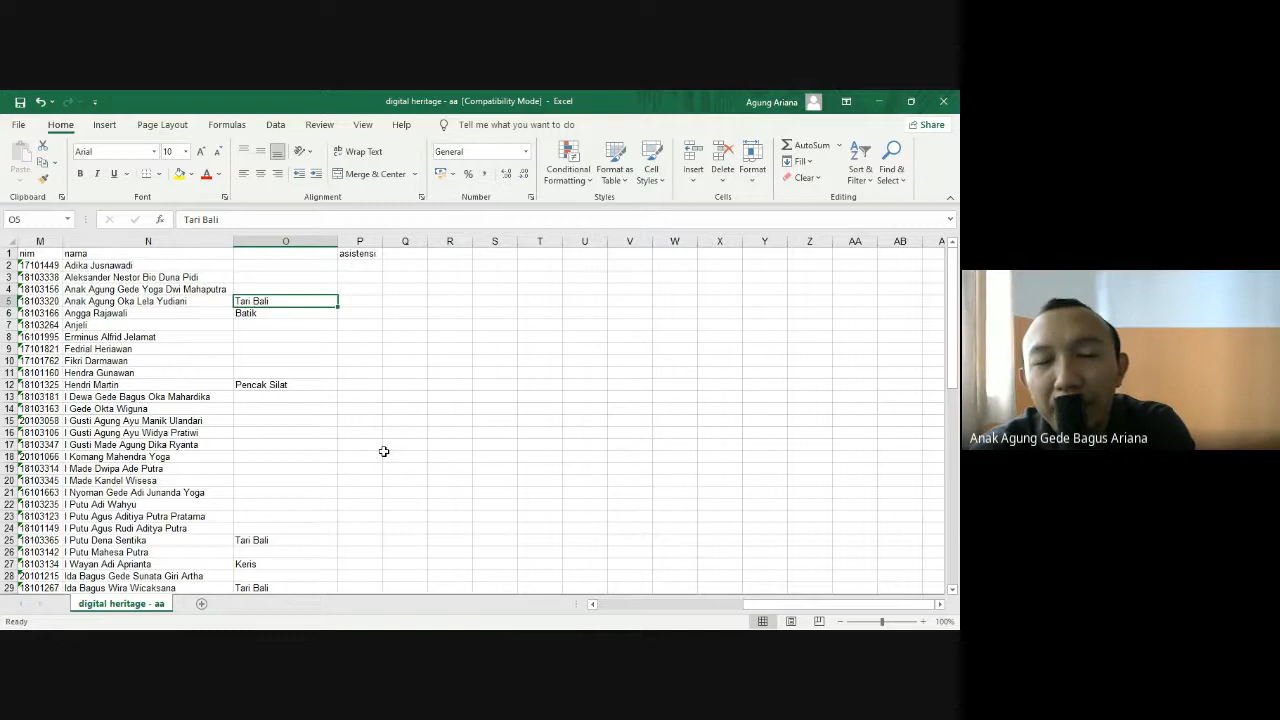 digital heritage - aa [Compatibility Mode] - Excel
Agung Ariana
File Home Insert Page Layout Formulas Data Review View Help Tell me what you want to do Share
Paste
Arial 10
B I U
Wrap Text
Merge & Center
General
Conditional Formatting
Format as Table
Cell Styles
Insert Delete Format
AutoSum
Fill
Clear
Sort & Filter
Find & Select
Clipboard Font Alignment Number Styles Cells Editing
O5 fx Tari Bali
M N O P Q R S T U V W X Y Z AA AB A
1 nim nama asistensi
2 17101449 Adika Jusnawadi
3 18103338 Aleksander Nestor Bio Duna Pidi
4 18103156 Anak Agung Gede Yoga Dwi Mahaputra
5 18103320 Anak Agung Oka Lela Yudiani Tari Bali
6 18103166 Angga Rajawali Batik
7 18103264 Anjeli
8 16101995 Erminus Alfrid Jelamat
9 17101821 Fedrial Heriawan
10 17101762 Fikri Darmawan
11 18101160 Hendra Gunawan
12 18101325 Hendri Martin Pencak Silat
13 18103181 I Dewa Gede Bagus Oka Mahardika
14 18103163 I Gede Okta Wiguna
15 20103058 I Gusti Agung Ayu Manik Ulandari
16 18103106 I Gusti Agung Ayu Widya Pratiwi
17 18103347 I Gusti Made Agung Dika Ryanta
18 20101066 I Komang Mahendra Yoga
19 18103314 I Made Dwipa Ade Putra
20 18103345 I Made Kandel Wisesa
21 16101663 I Nyoman Gede Adi Junanda Yoga
22 18103235 I Putu Adi Wahyu
23 18103123 I Putu Agus Aditiya Putra Pratama
24 18101149 I Putu Agus Rudi Aditya Putra
25 18103365 I Putu Dena Sentika Tari Bali
26 18103142 I Putu Mahesa Putra
27 18103134 I Wayan Adi Aprianta Keris
28 20101215 Ida Bagus Gede Sunata Giri Artha
29 18101267 Ida Bagus Wira Wicaksana Tari Bali
digital heritage - aa
Ready 100%
Anak Agung Gede Bagus Ariana